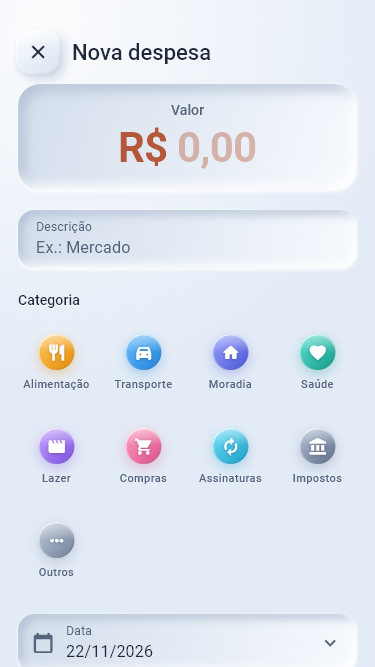 Nova despesa
Valor
R$ 0,00
Descrição
Ex.: Mercado
Categoria
Alimentação Transporte Moradia Saúde
Lazer Compras Assinaturas Impostos
Outros
Data
22/11/2026